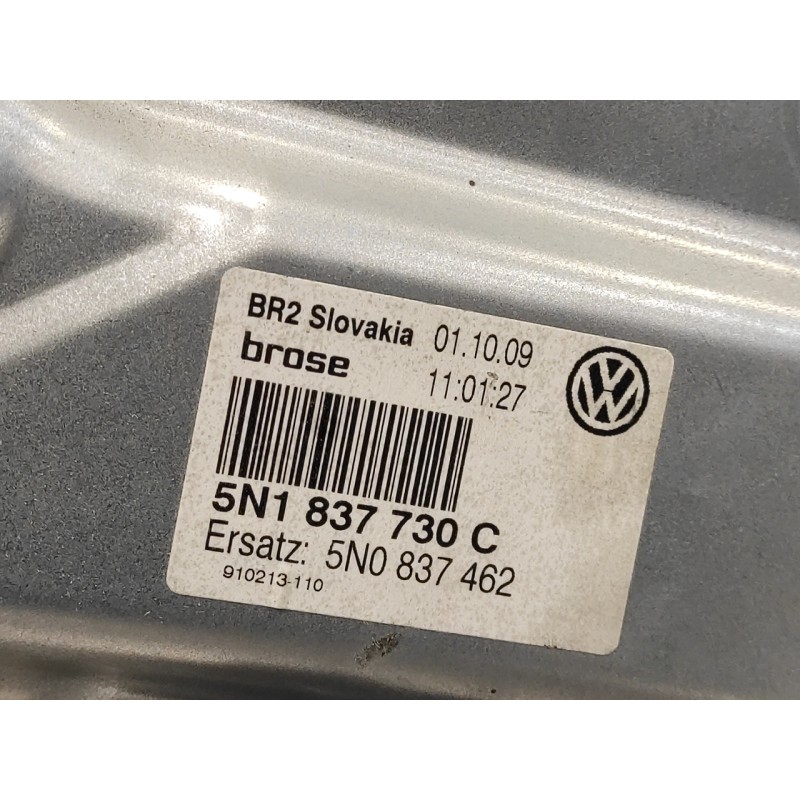 BR2 Slovakia 01.10.09
brose 11:01:27
5N1 837 730 C
Ersatz: 5N0 837 462
910213-110